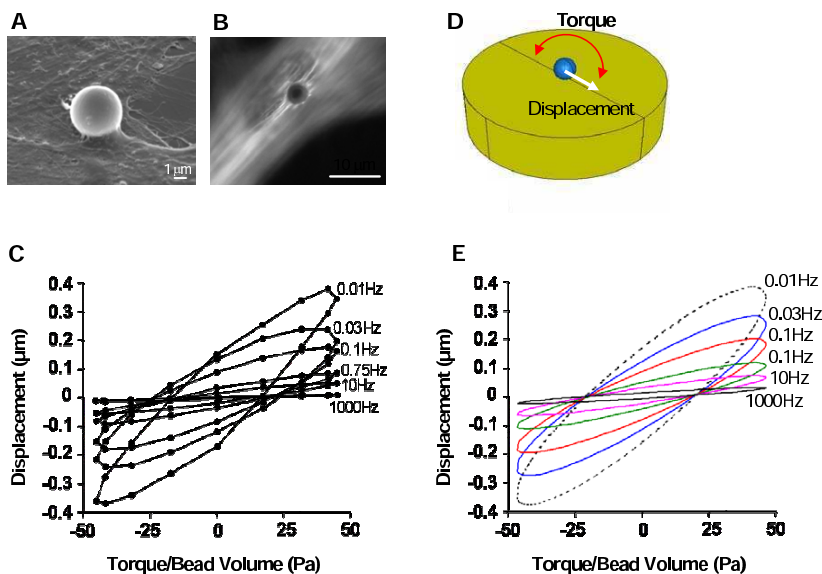 A
1 μm
B
10 μm
D
Torque
Displacement
C
Displacement (μm)
0.4
0.3
0.2
0.1
0
-0.1
-0.2
-0.3
-0.4
-50
-25
0
25
50
0.01Hz
0.03Hz
0.1Hz
0.75Hz
10Hz
1000Hz
Torque/Bead Volume (Pa)
E
Displacement (μm)
0.4
0.3
0.2
0.1
0
-0.1
-0.2
-0.3
-0.4
-50
-25
0
25
50
0.01Hz
0.03Hz
0.1Hz
0.1Hz
10Hz
1000Hz
Torque/Bead Volume (Pa)